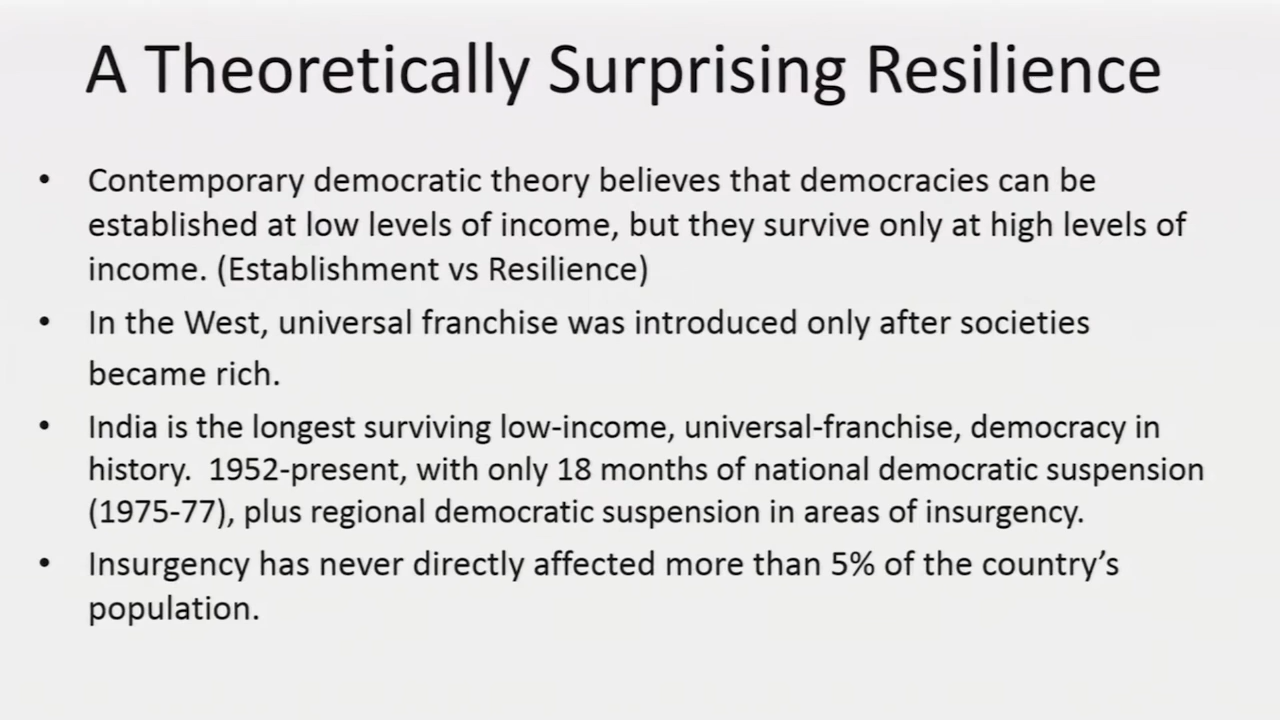 A Theoretically Surprising Resilience
• Contemporary democratic theory believes that democracies can be
established at low levels of income, but they survive only at high levels of
income. (Establishment vs Resilience)
• In the West, universal franchise was introduced only after societies
became rich.
• India is the longest surviving low-income, universal-franchise, democracy in
history.  1952-present, with only 18 months of national democratic suspension
(1975-77), plus regional democratic suspension in areas of insurgency.
• Insurgency has never directly affected more than 5% of the country’s
population.